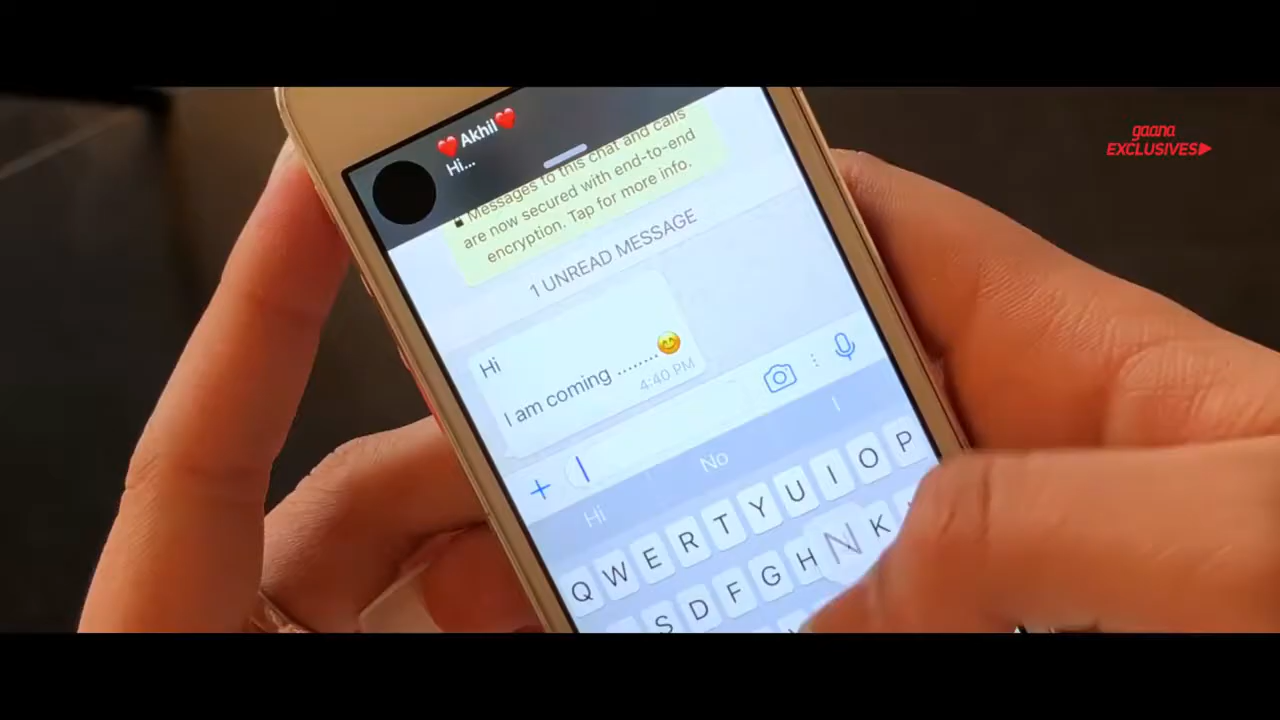 gaana
EXCLUSIVES
❤️Akhil❤️
Hi...
Messages to this chat and calls
are now secured with end-to-end
encryption. Tap for more info.
1 UNREAD MESSAGE
Hi
I am coming .........😊
4:40 PM
Hi No I
Q W E R T Y U I O P
S D F G H N K